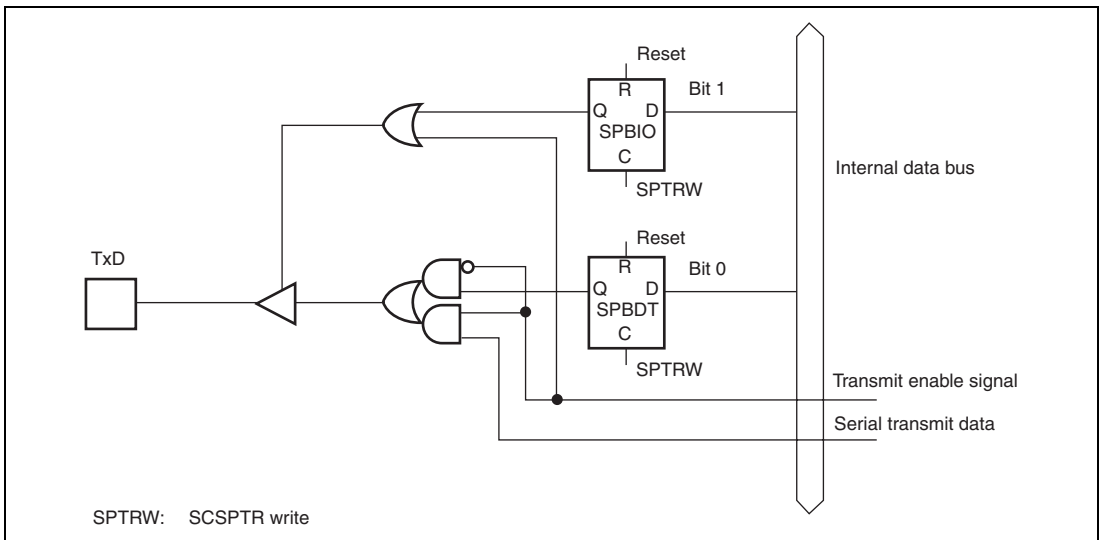 Reset
R
Bit 1
Q D
SPBIO
C
SPTRW
Internal data bus
Reset
R
Bit 0
Q D
SPBDT
C
SPTRW
TxD
Transmit enable signal
Serial transmit data
SPTRW: SCSPTR write